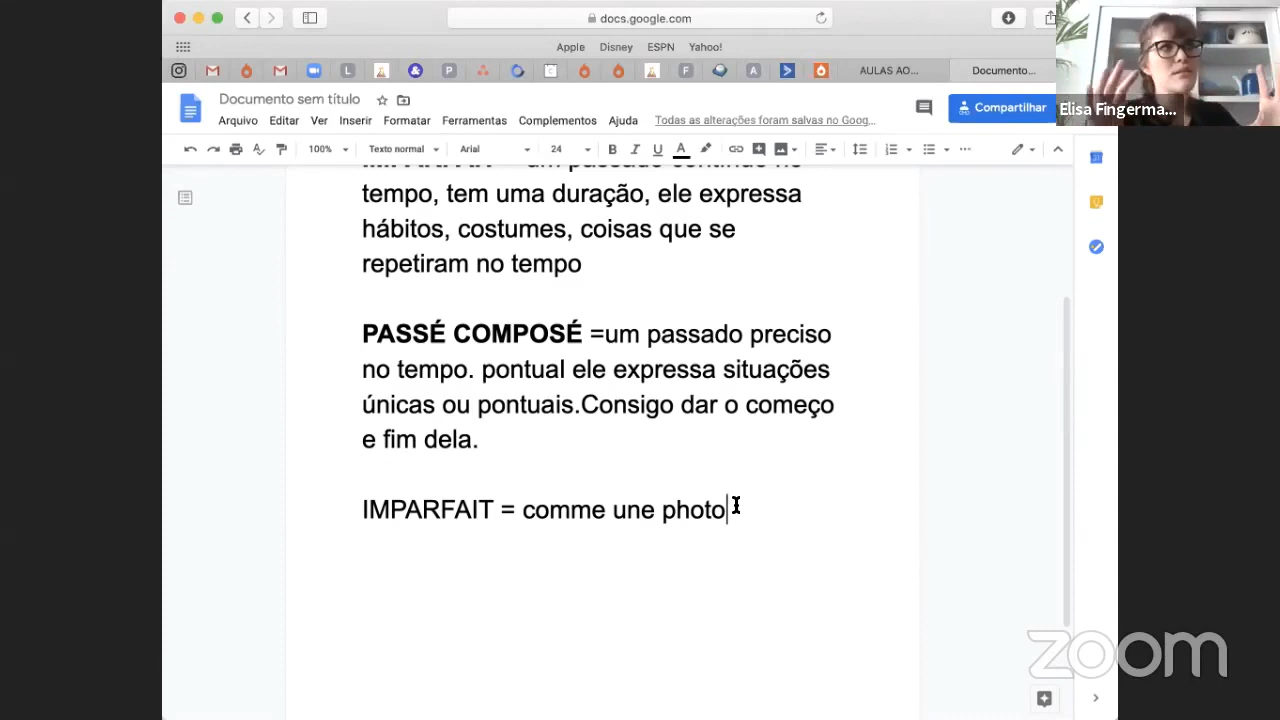 docs.google.com
Apple Disney ESPN Yahoo!
L P C F A AULAS AO... Documento...
Documento sem título
Compartilhar
Elisa Fingerma...
Arquivo Editar Ver Inserir Formatar Ferramentas Complementos Ajuda Todas as alterações foram salvas no Goog...
100% Texto normal Arial 24 B I U A
tempo, tem uma duração, ele expressa
hábitos, costumes, coisas que se
repetiram no tempo
PASSÉ COMPOSÉ =um passado preciso
no tempo. pontual ele expressa situações
únicas ou pontuais.Consigo dar o começo
e fim dela.
IMPARFAIT = comme une photo
zoom